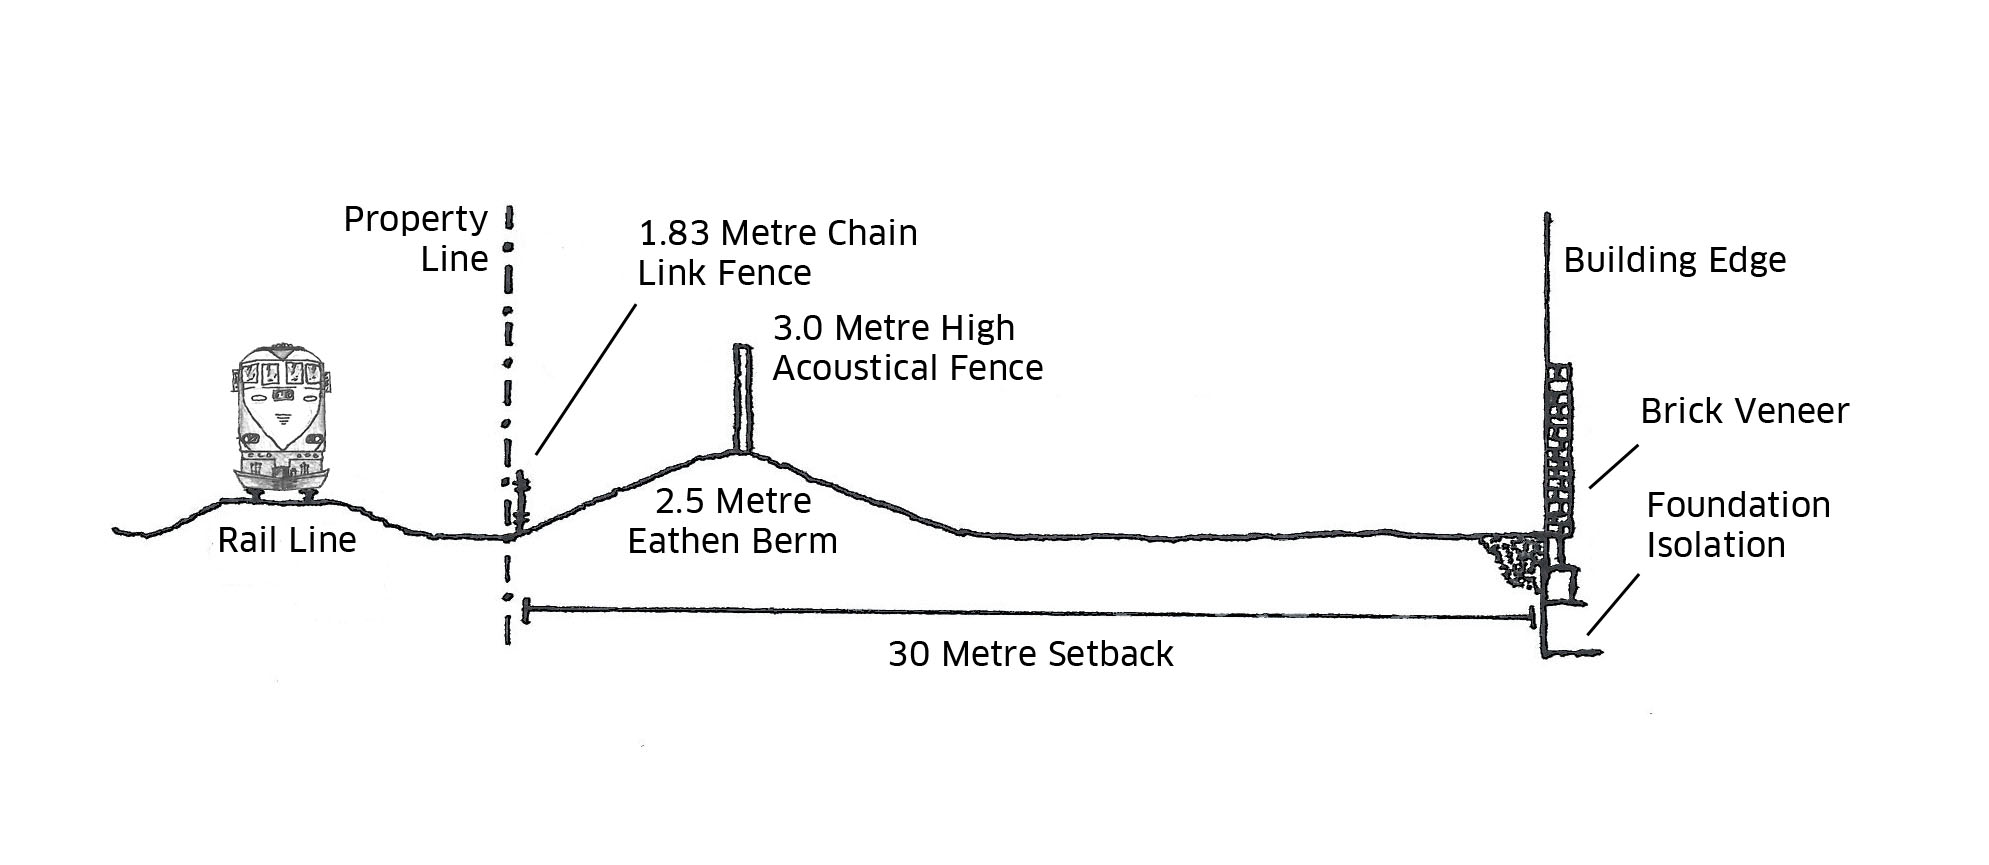 Property
Line
1.83 Metre Chain
Link Fence
3.0 Metre High
Acoustical Fence
Building Edge
Brick Veneer
Foundation
Isolation
2.5 Metre
Eathen Berm
Rail Line
30 Metre Setback